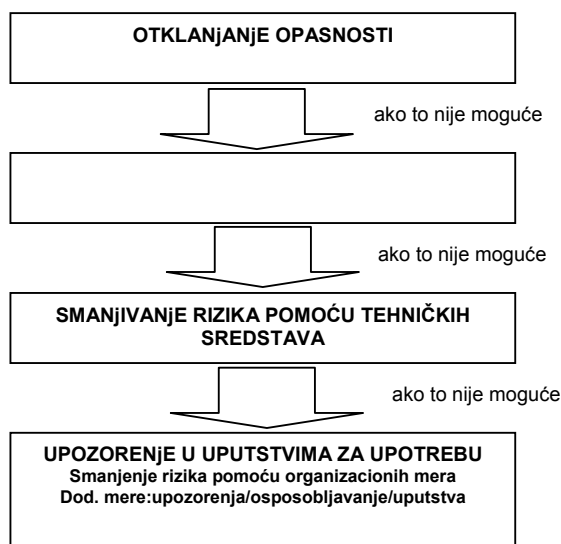 OTKLANjANjE OPASNOSTI
ako to nije moguće
ako to nije moguće
SMANjIVANjE RIZIKA POMOĆU TEHNIČKIH
SREDSTAVA
ako to nije moguće
UPOZORENjE U UPUTSTVIMA ZA UPOTREBU
Smanjenje rizika pomoću organizacionih mera
Dod. mere:upozorenja/osposobljavanje/uputstva